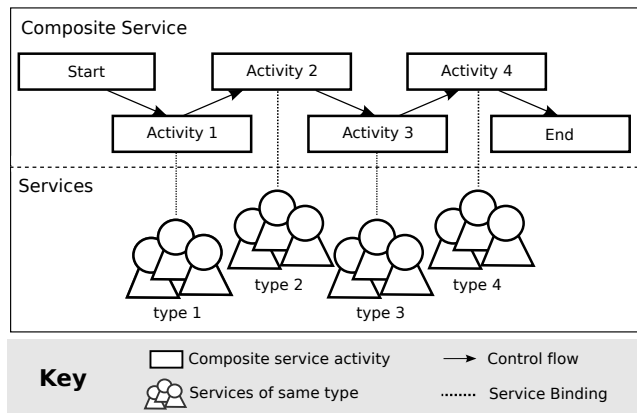 Composite Service
Start
Activity 2
Activity 4
Activity 1
Activity 3
End
Services
type 1
type 2
type 3
type 4
Key
Composite service activity
Control flow
Services of same type
Service Binding